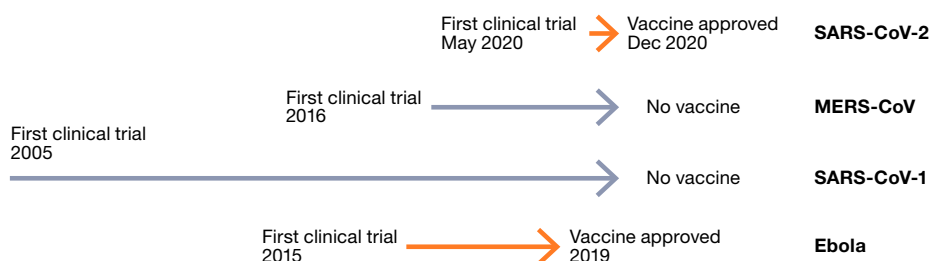 First clinical trial
May 2020
Vaccine approved
Dec 2020
SARS-CoV-2
First clinical trial
2016
No vaccine
MERS-CoV
First clinical trial
2005
No vaccine
SARS-CoV-1
First clinical trial
2015
Vaccine approved
2019
Ebola